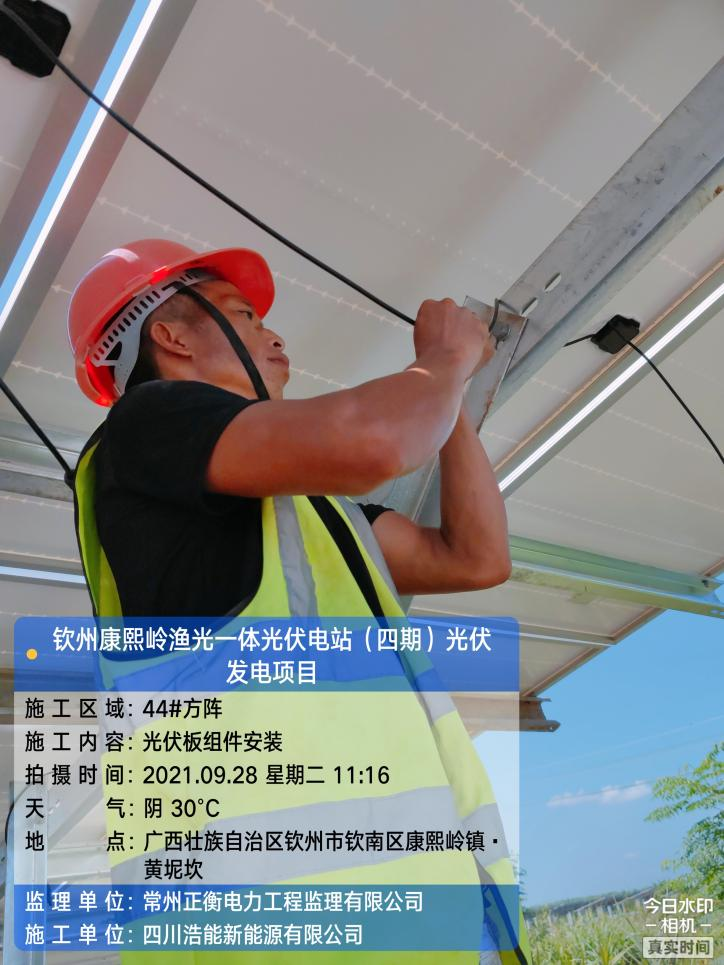 钦州康熙岭渔光一体光伏电站（四期）光伏
发电项目
施工区域：44#方阵
施工内容：光伏板组件安装
拍摄时间：2021.09.28 星期二 11:16
天气：阴 30°C
地点：广西壮族自治区钦州市钦南区康熙岭镇·
黄坭坎
监理单位：常州正衡电力工程监理有限公司
施工单位：四川浩能新能源有限公司
今日水印
－相机－
真实时间